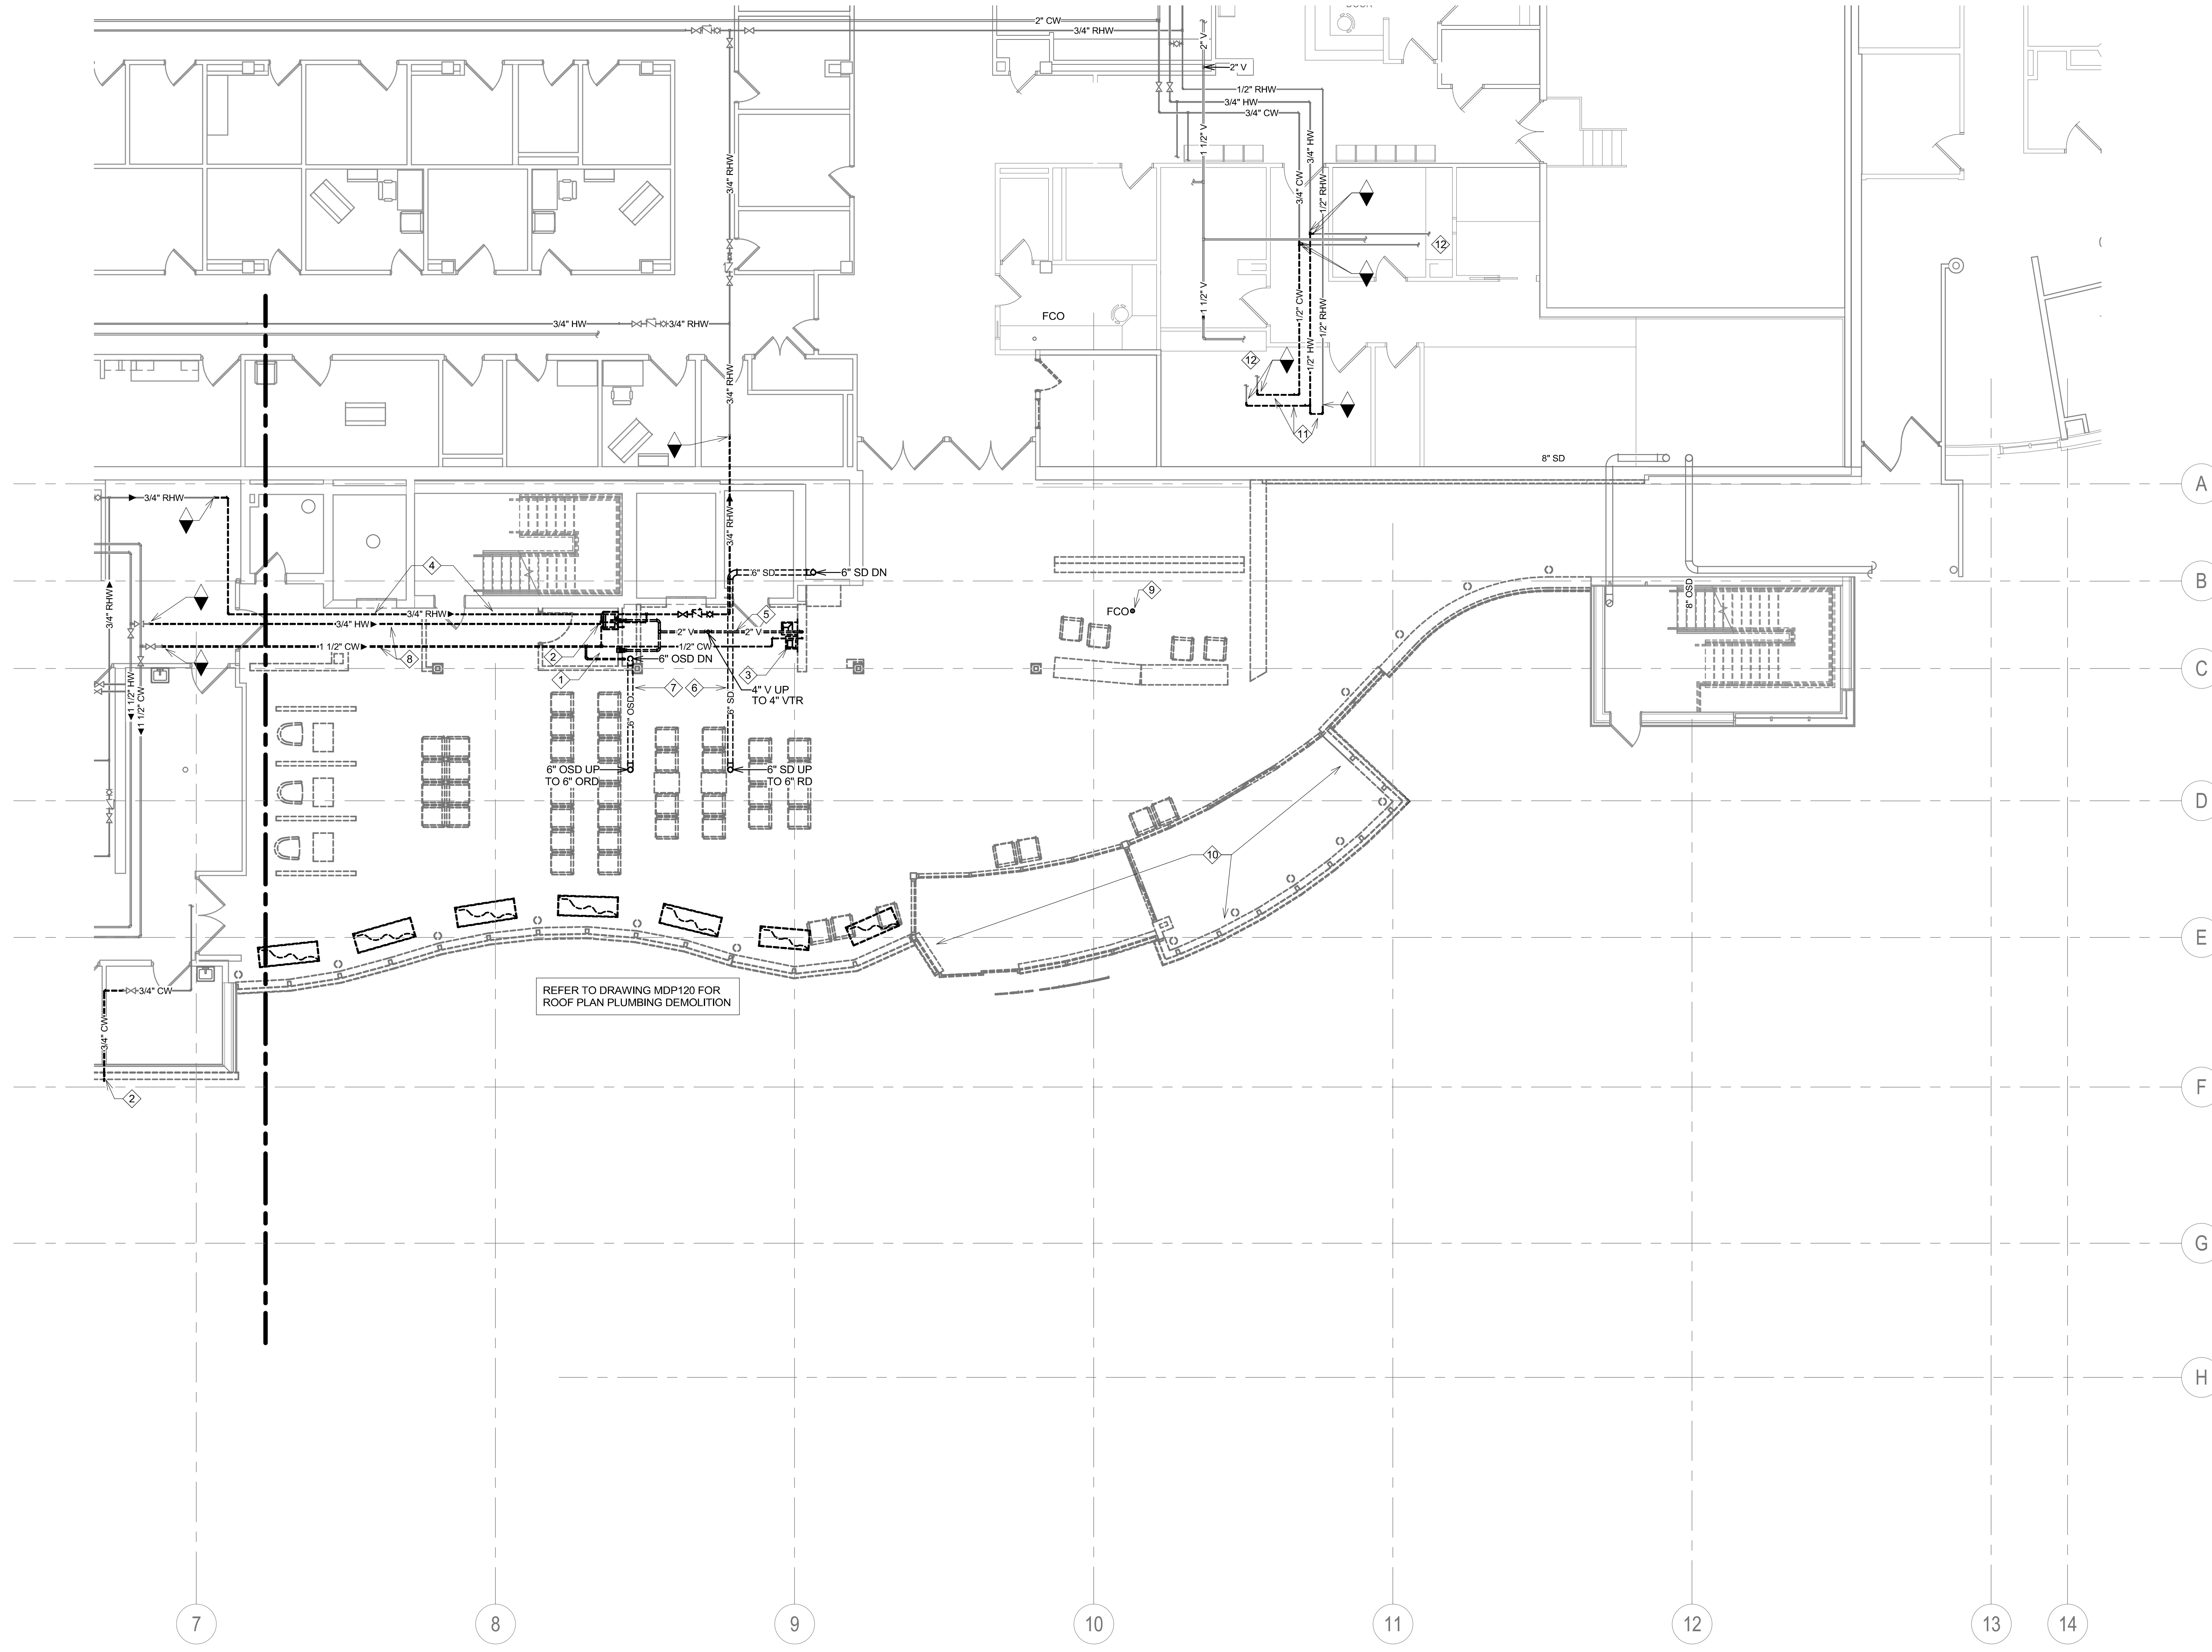 2" CW
3/4" RHW
2" V
2" V
1/2" RHW
3/4" HW
3/4" CW
1 1/2" V
3/4" HW
3/4" RHW
3/4" CW
1/2" RHW
12
1 1/2" V
1/2" CW
1/2" RHW
FCO
3/4" HW
3/4" RHW
1/2" HW
12
3/4" RHW
11
8" SD
A
3/4" RHW
3/4" RHW
4
6" SD
6" SD DN
B
3/4" RHW
8" OSD
9
FCO
3/4" RHW
5
3/4" HW
2" V
2" V
1 1/2" CW
1/2" CW
8
2
6" OSD DN
C
1
3
7
6
1 1/2" HW
1 1/2" CW
4" V UP
TO 4" VTR
6" OSD
6" SD
6" OSD UP
TO 6" ORD
6" SD UP
TO 6" RD
D
10
E
3/4" CW
REFER TO DRAWING MDP120 FOR
ROOF PLAN PLUMBING DEMOLITION
3/4" CW
2
F
G
H
7
8
9
10
11
12
13
14